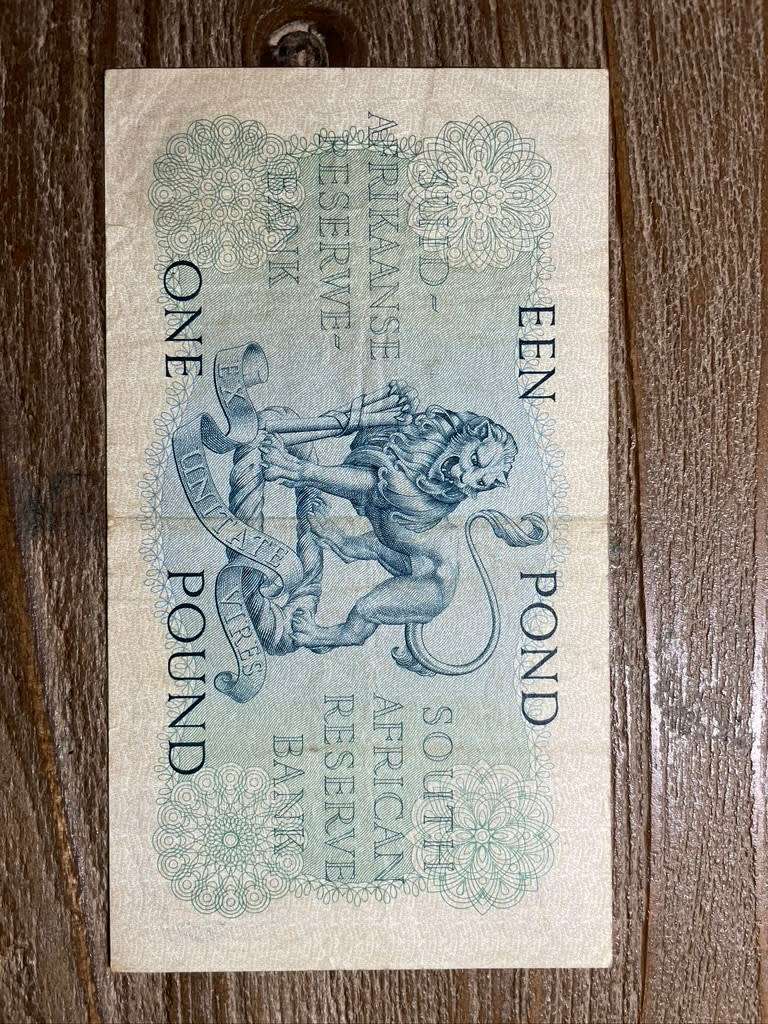 EEN POND
SUID-
AFRIKAANSE
RESERWE-
BANK
SOUTH
AFRICAN
RESERVE
BANK
EX UNITATE VIRES
ONE POUND